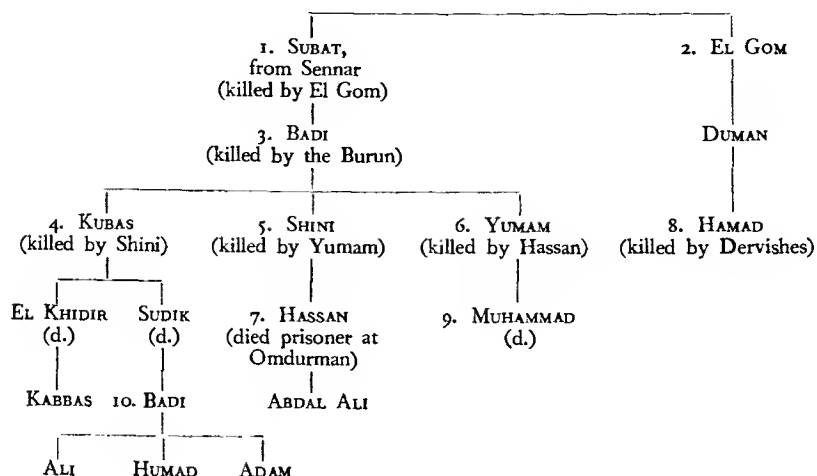 1. SUBAT, 2. EL GOM
from Sennar
(killed by El Gom)
3. BADI DUMAN
(killed by the Burun)
4. KUBAS 5. SHINI 6. YUMAM 8. HAMAD
(killed by Shini) (killed by Yumam) (killed by Hassan) (killed by Dervishes)
EL KHIDIR SUDIK 7. HASSAN 9. MUHAMMAD
(d.) (d.) (died prisoner at (d.)
Omdurman)
KABBAS 10. BADI ABDAL ALI
ALI HUMAD ADAM